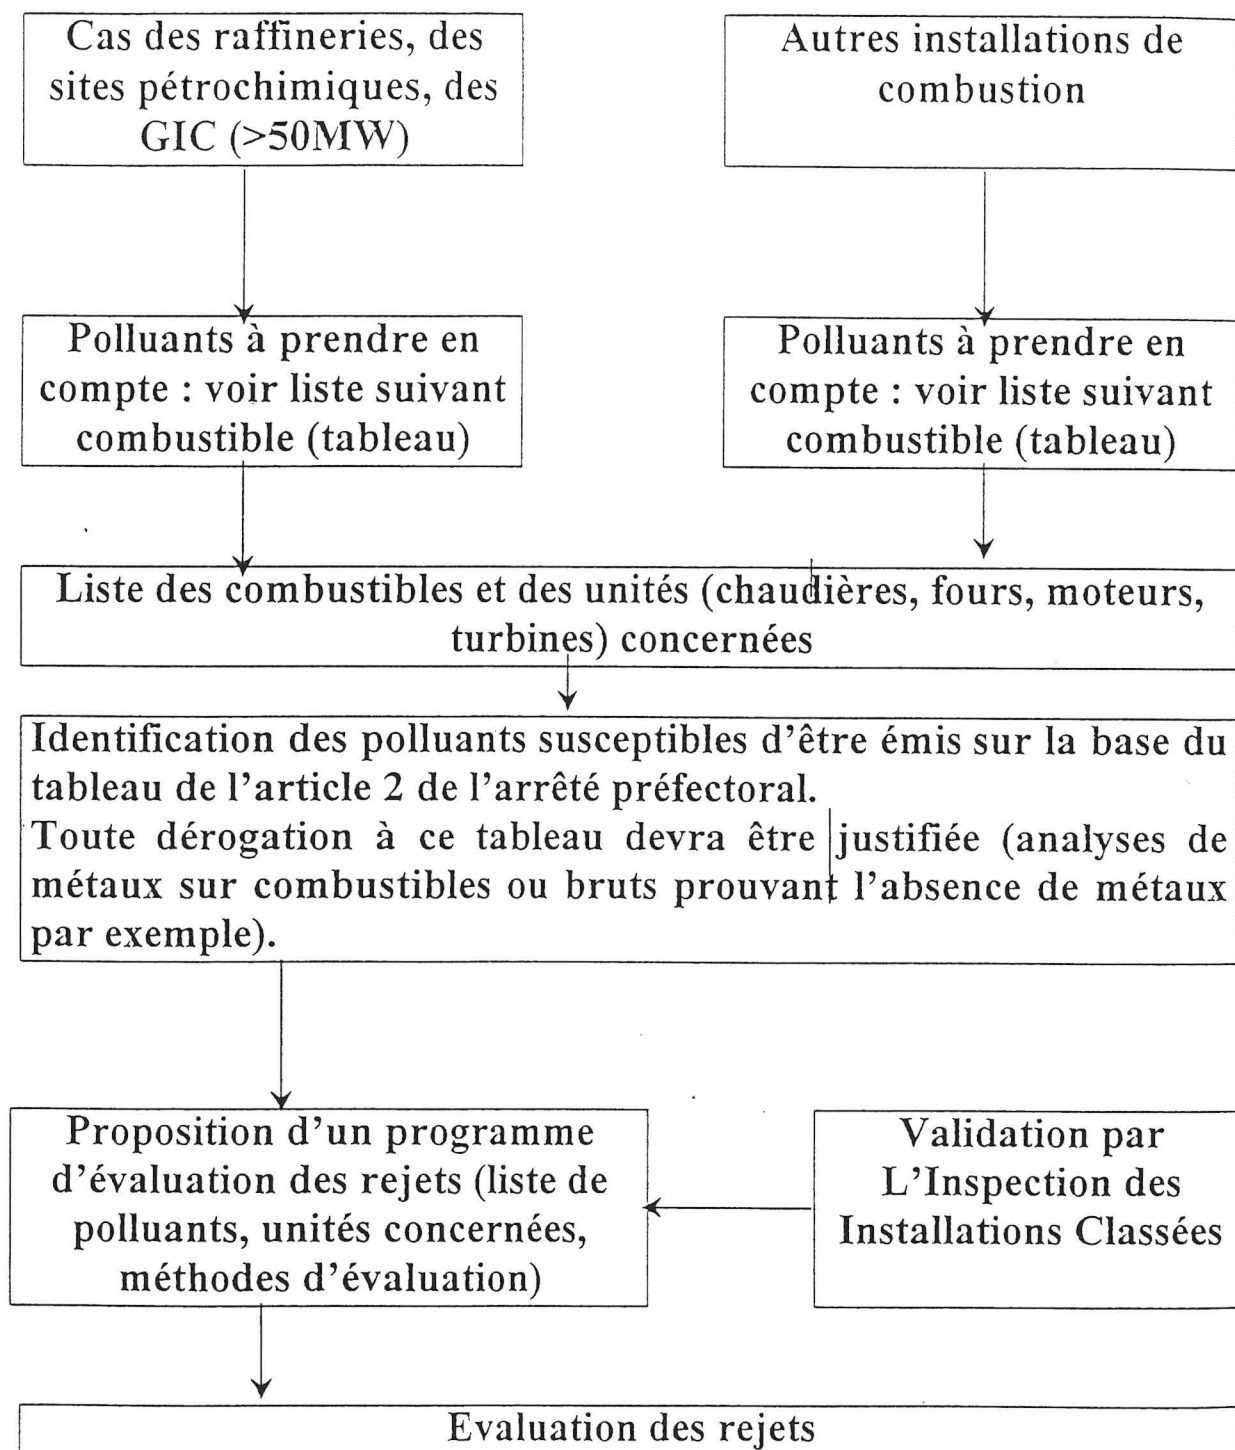 Cas des raffineries, des
sites pétrochimiques, des
GIC (>50MW)
Autres installations de
combustion
Polluants à prendre en
compte : voir liste suivant
combustible (tableau)
Polluants à prendre en
compte : voir liste suivant
combustible (tableau)
Liste des combustibles et des unités (chaudières, fours, moteurs,
turbines) concernées
Identification des polluants susceptibles d'être émis sur la base du
tableau de l'article 2 de l'arrêté préfectoral.
Toute dérogation à ce tableau devra être justifiée (analyses de
métaux sur combustibles ou bruts prouvant l'absence de métaux
par exemple).
Proposition d'un programme
d'évaluation des rejets (liste de
polluants, unités concernées,
méthodes d'évaluation)
Validation par
L'Inspection des
Installations Classées
Evaluation des rejets